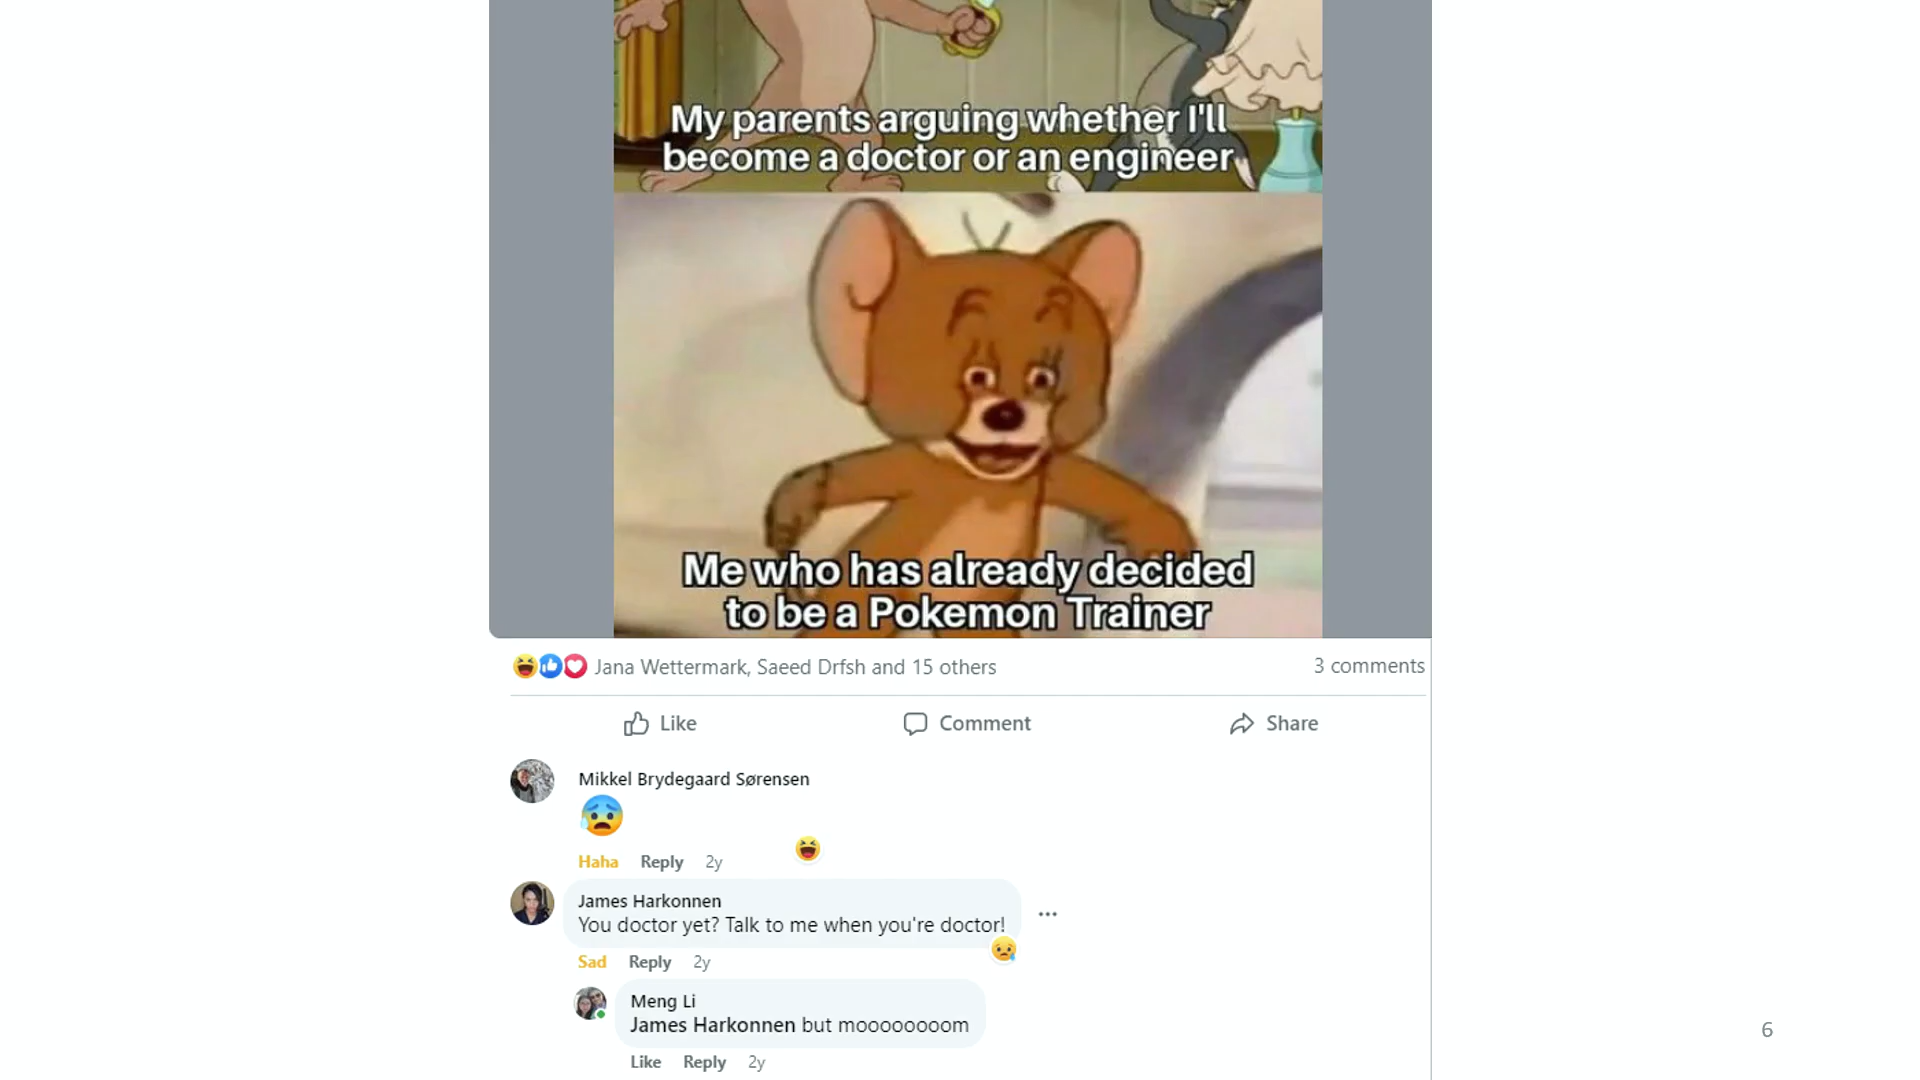 My parents arguing whether I'll
become a doctor or an engineer
Me who has already decided
to be a Pokemon Trainer
Jana Wettermark, Saeed Drfsh and 15 others
3 comments
Like
Comment
Share
Mikkel Brydegaard Sørensen
Haha Reply 2y
James Harkonnen
You doctor yet? Talk to me when you're doctor!
Sad Reply 2y
Meng Li
James Harkonnen but moooooooom
Like Reply 2y
6